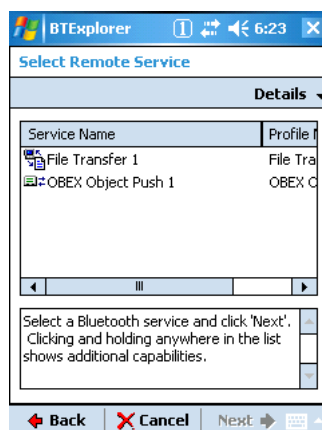 BTExplorer 1 6:23 X
Select Remote Service
Details
Service Name Profile
File Transfer 1 File Tra
OBEX Object Push 1 OBEX O
Select a Bluetooth service and click 'Next'.
Clicking and holding anywhere in the list
shows additional capabilities.
Back Cancel Next